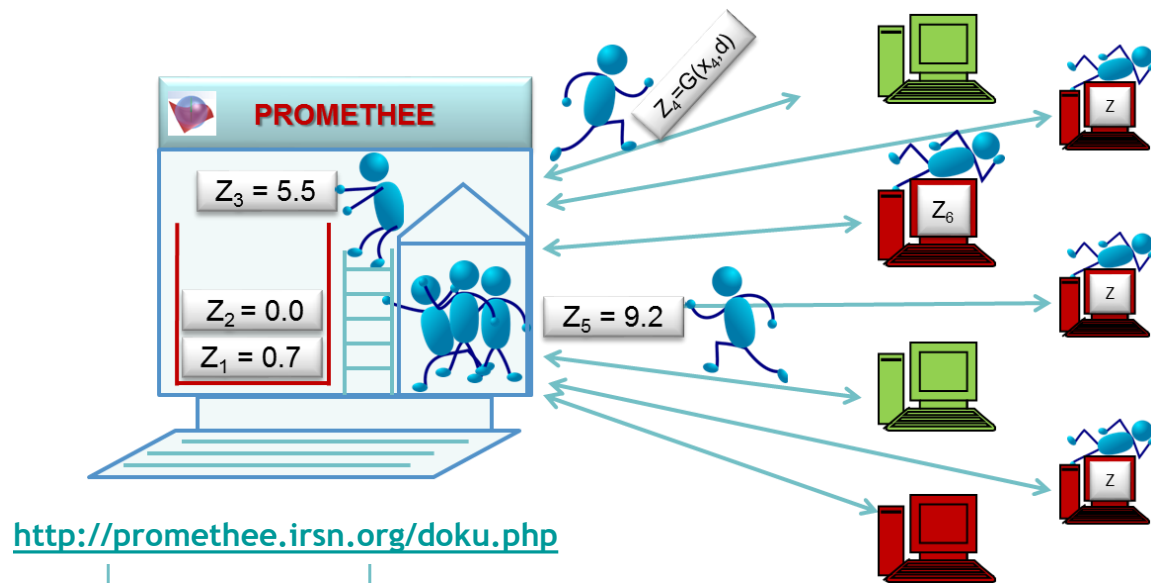 PROMETHEE
Z₄=G(x₄,d)
Z
Z₃ = 5.5
Z₆
Z₂ = 0.0
Z₅ = 9.2
Z
Z₁ = 0.7
Z
http://promethee.irsn.org/doku.php